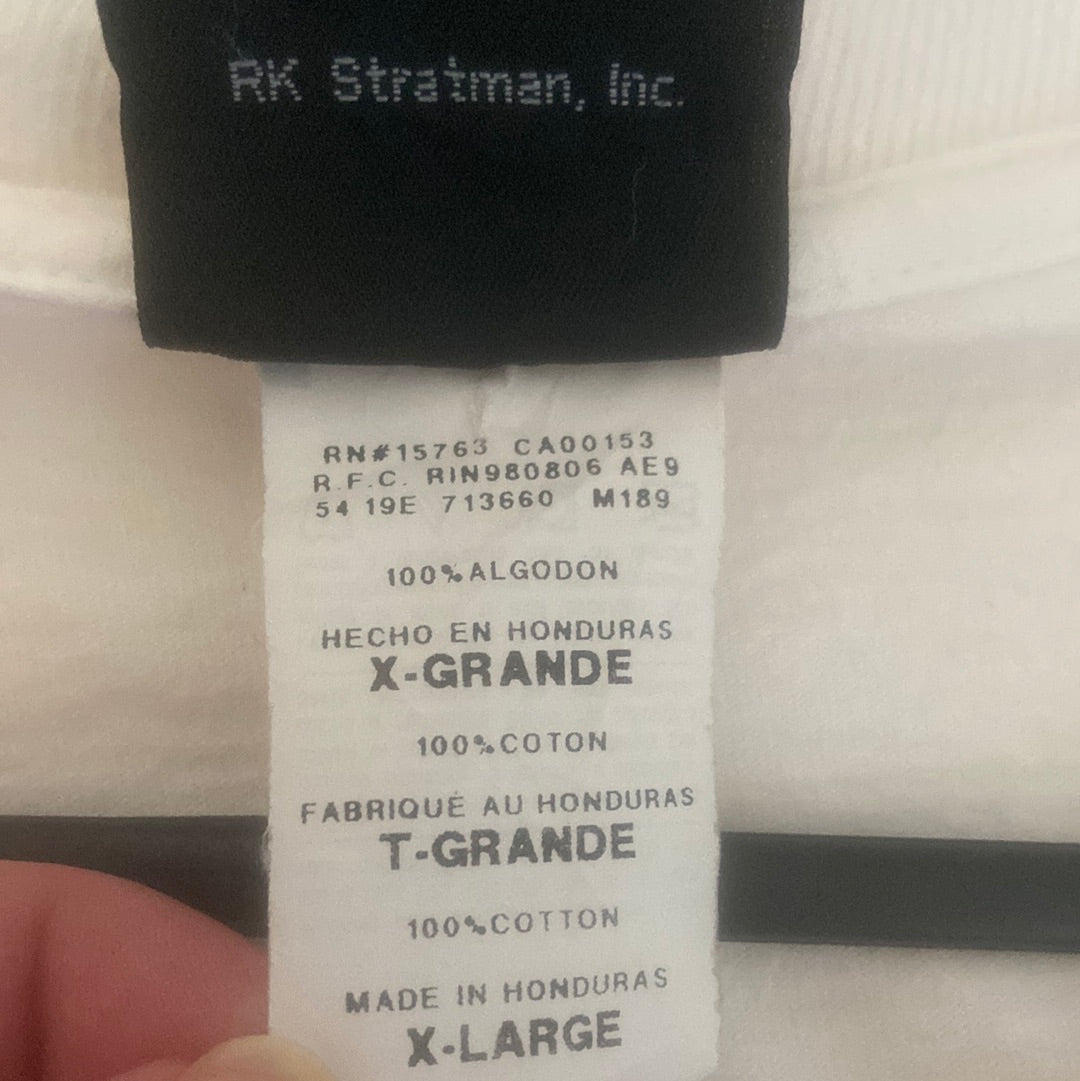 RK Stratman, Inc.
RN#15763 CA00153
R.F.C. RIN980806 AE9
54 19E 713660 M189
100% ALGODON
HECHO EN HONDURAS
X-GRANDE
100% COTON
FABRIQUÉ AU HONDURAS
T-GRANDE
100% COTTON
MADE IN HONDURAS
X-LARGE